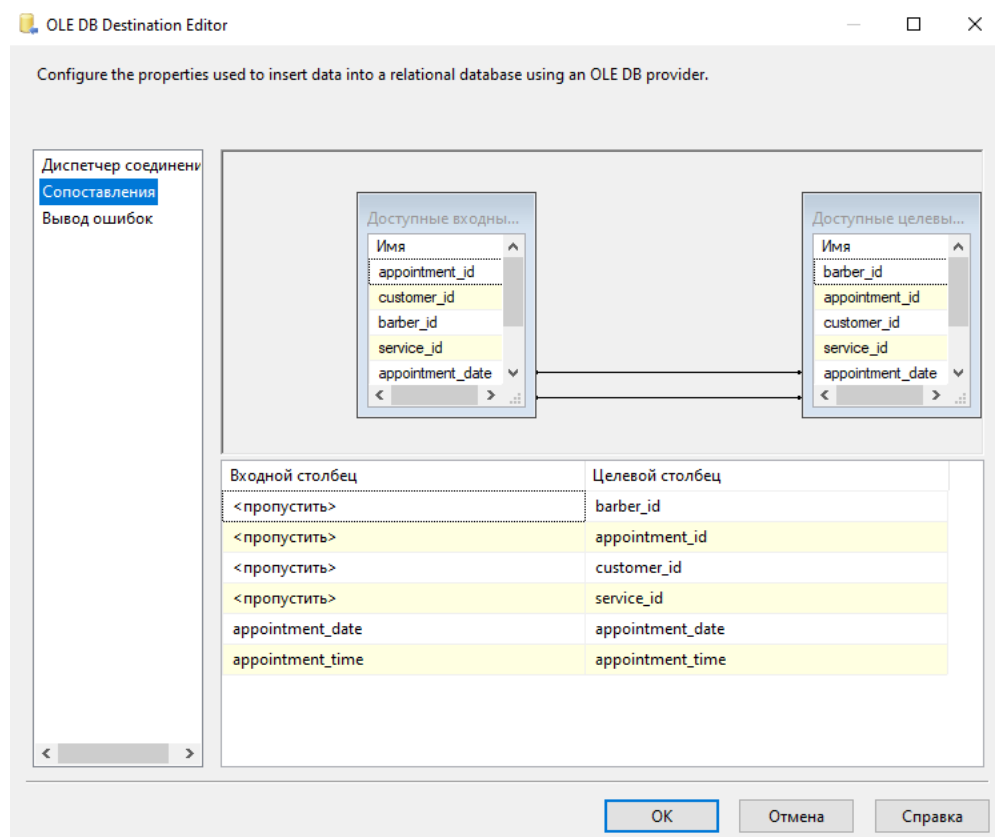 OLE DB Destination Editor
Configure the properties used to insert data into a relational database using an OLE DB provider.
Диспетчер соединени
Сопоставления
Вывод ошибок
Доступные входны...
Имя
appointment_id
customer_id
barber_id
service_id
appointment_date
Доступные целевы...
Имя
barber_id
appointment_id
customer_id
service_id
appointment_date
Входной столбец Целевой столбец
<пропустить> barber_id
<пропустить> appointment_id
<пропустить> customer_id
<пропустить> service_id
appointment_date appointment_date
appointment_time appointment_time
ОК Отмена Справка